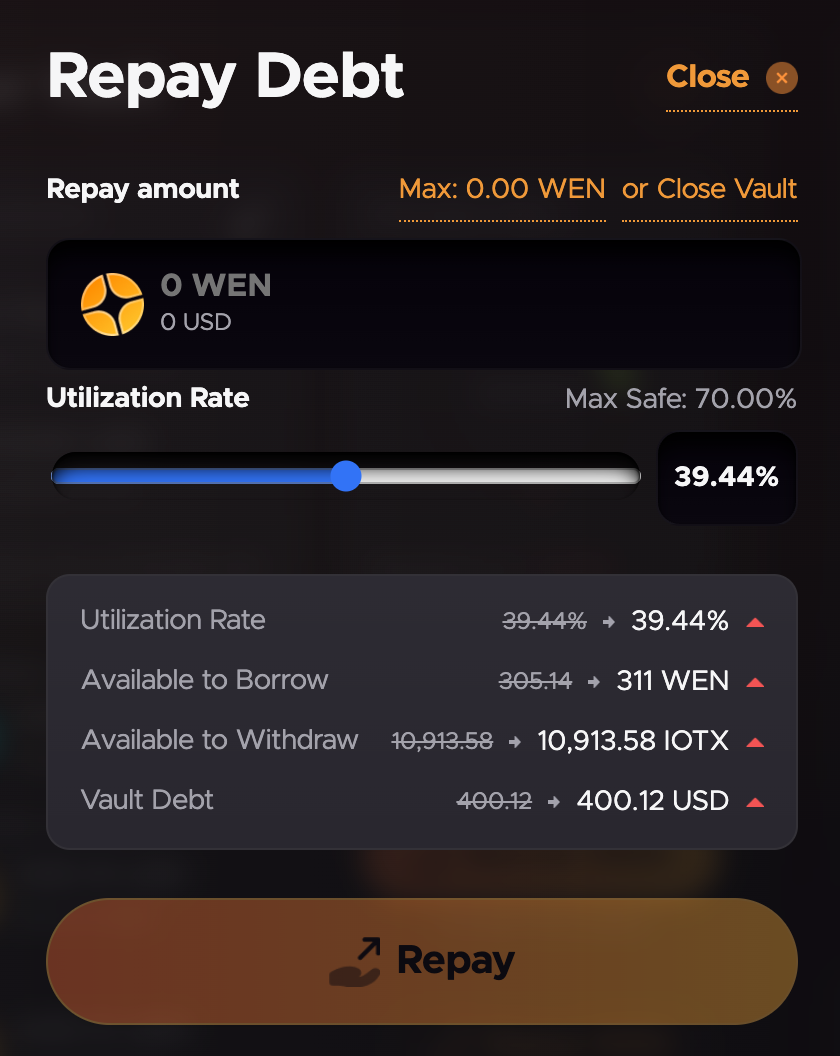 Repay Debt
Close
Repay amount
Max: 0.00 WEN or Close Vault
0 WEN
0 USD
Utilization Rate
Max Safe: 70.00%
39.44%
Utilization Rate 39.44% → 39.44%
Available to Borrow 305.14 → 311 WEN
Available to Withdraw 10,913.58 → 10,913.58 IOTX
Vault Debt 400.12 → 400.12 USD
Repay